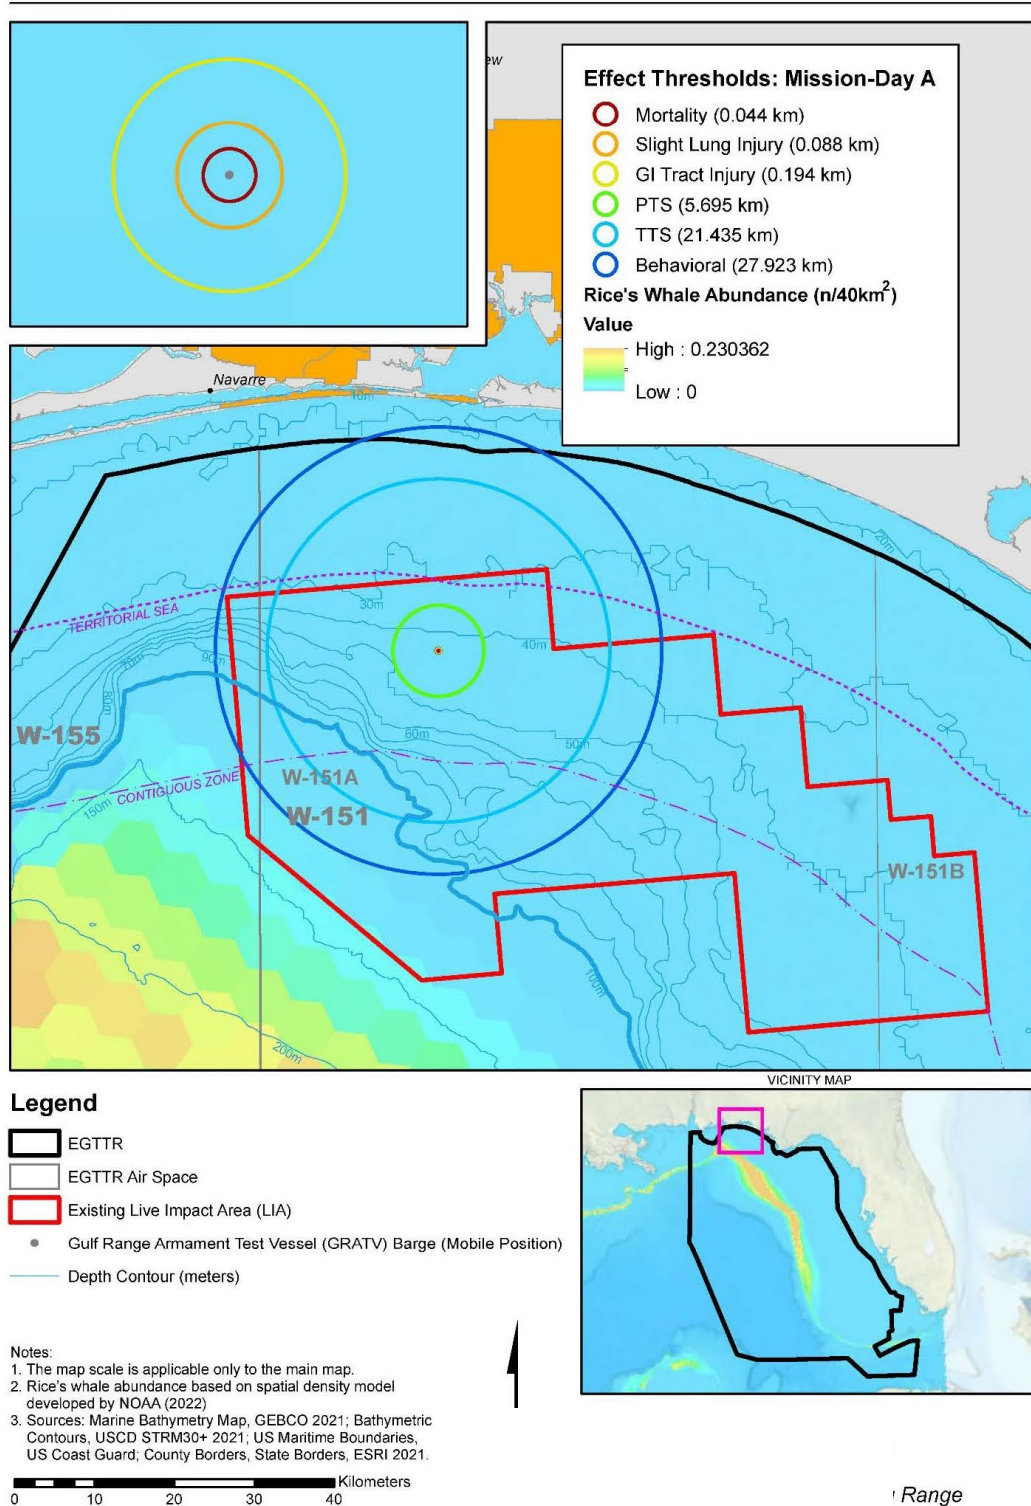 ew
Effect Thresholds: Mission-Day A
Mortality (0.044 km)
Slight Lung Injury (0.088 km)
GI Tract Injury (0.194 km)
PTS (5.695 km)
TTS (21.435 km)
Behavioral (27.923 km)
Rice's Whale Abundance (n/40km²)
Value
High : 0.230362
Low : 0
Navarre
10m
20m
TERRITORIAL SEA
30m
40m
90m
80m
W-155
60m
50m
W-151A
CONTIGUOUS ZONE
150m
W-151
W-151B
100m
200m
VICINITY MAP
Legend
EGTTR
EGTTR Air Space
Existing Live Impact Area (LIA)
Gulf Range Armament Test Vessel (GRATV) Barge (Mobile Position)
Depth Contour (meters)
Notes:
1. The map scale is applicable only to the main map.
2. Rice's whale abundance based on spatial density model
developed by NOAA (2022)
3. Sources: Marine Bathymetry Map, GEBCO 2021; Bathymetric
Contours, USCD STRM30+ 2021; US Maritime Boundaries,
US Coast Guard; County Borders, State Borders, ESRI 2021.
Kilometers
0 10 20 30 40
Range